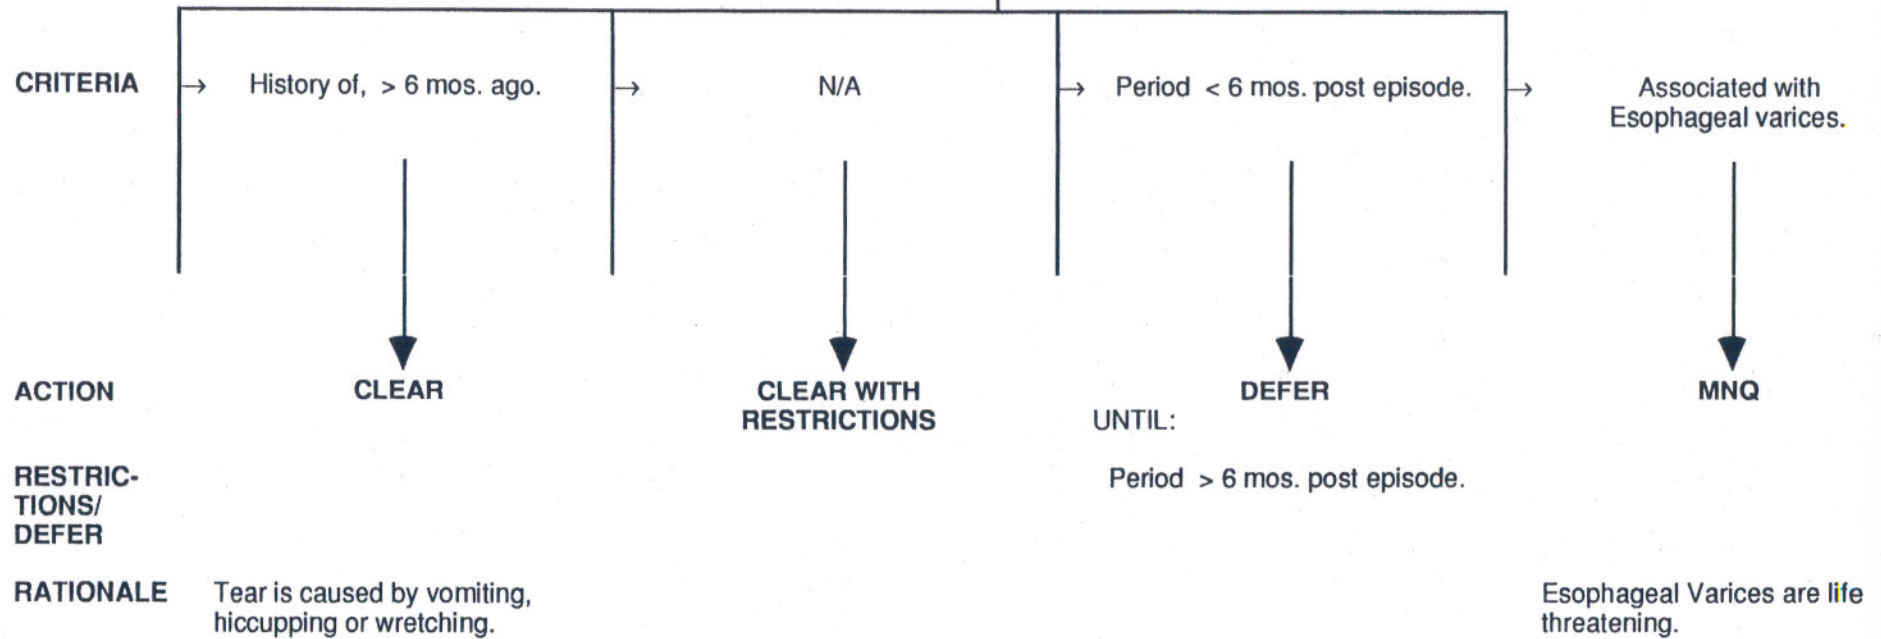 CRITERIA → History of, > 6 mos. ago. → N/A → Period < 6 mos. post episode. → Associated with
Esophageal varices.
ACTION CLEAR CLEAR WITH DEFER MNQ
RESTRICTIONS UNTIL:
RESTRIC- Period > 6 mos. post episode.
TIONS/
DEFER
RATIONALE Tear is caused by vomiting, Esophageal Varices are life
hiccupping or wretching. threatening.